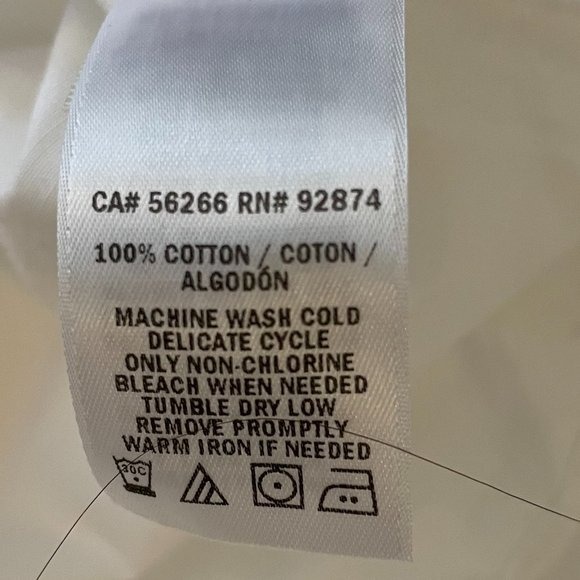 CA# 56266 RN# 92874
100% COTTON / COTON /
ALGODÓN
MACHINE WASH COLD
DELICATE CYCLE
ONLY NON-CHLORINE
BLEACH WHEN NEEDED
TUMBLE DRY LOW
REMOVE PROMPTLY
WARM IRON IF NEEDED
30C